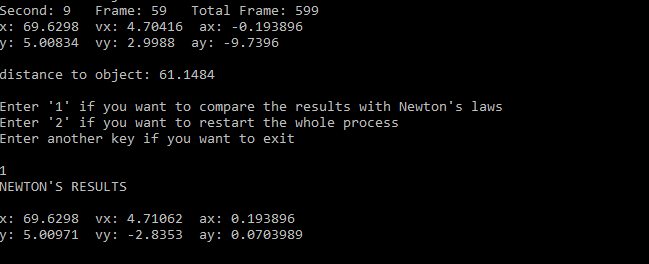 Second: 9   Frame: 59   Total Frame: 599
x: 69.6298  vx: 4.70416  ax: -0.193896
y: 5.00834  vy: 2.9988  ay: -9.7396
distance to object: 61.1484
Enter '1' if you want to compare the results with Newton's laws
Enter '2' if you want to restart the whole process
Enter another key if you want to exit
1
NEWTON'S RESULTS
x: 69.6298  vx: 4.71062  ax: 0.193896
y: 5.00971  vy: -2.8353  ay: 0.0703989